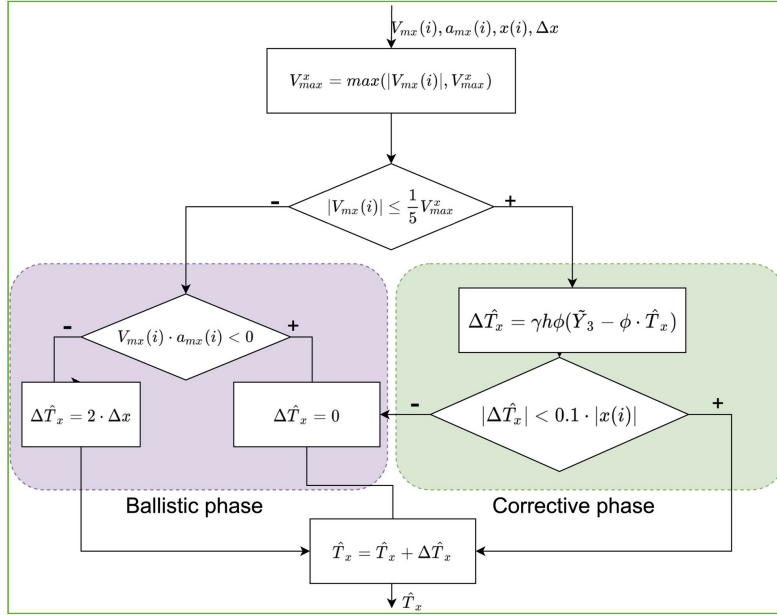 V_{mx}(i), a_{mx}(i), x(i), Δx
V^x_{max} = max(|V_{mx}(i)|, V^x_{max})
|V_{mx}(i)| ≤ \frac{1}{5} V^x_{max}
-
+
V_{mx}(i) · a_{mx}(i) < 0
-
+
ΔT̂_x = γhϕ(Ỹ_3 − ϕ · T̂_x)
ΔT̂_x = 2 · Δx
ΔT̂_x = 0
|ΔT̂_x| < 0.1 · |x(i)|
-
+
Ballistic phase
Corrective phase
T̂_x = T̂_x + ΔT̂_x
T̂_x